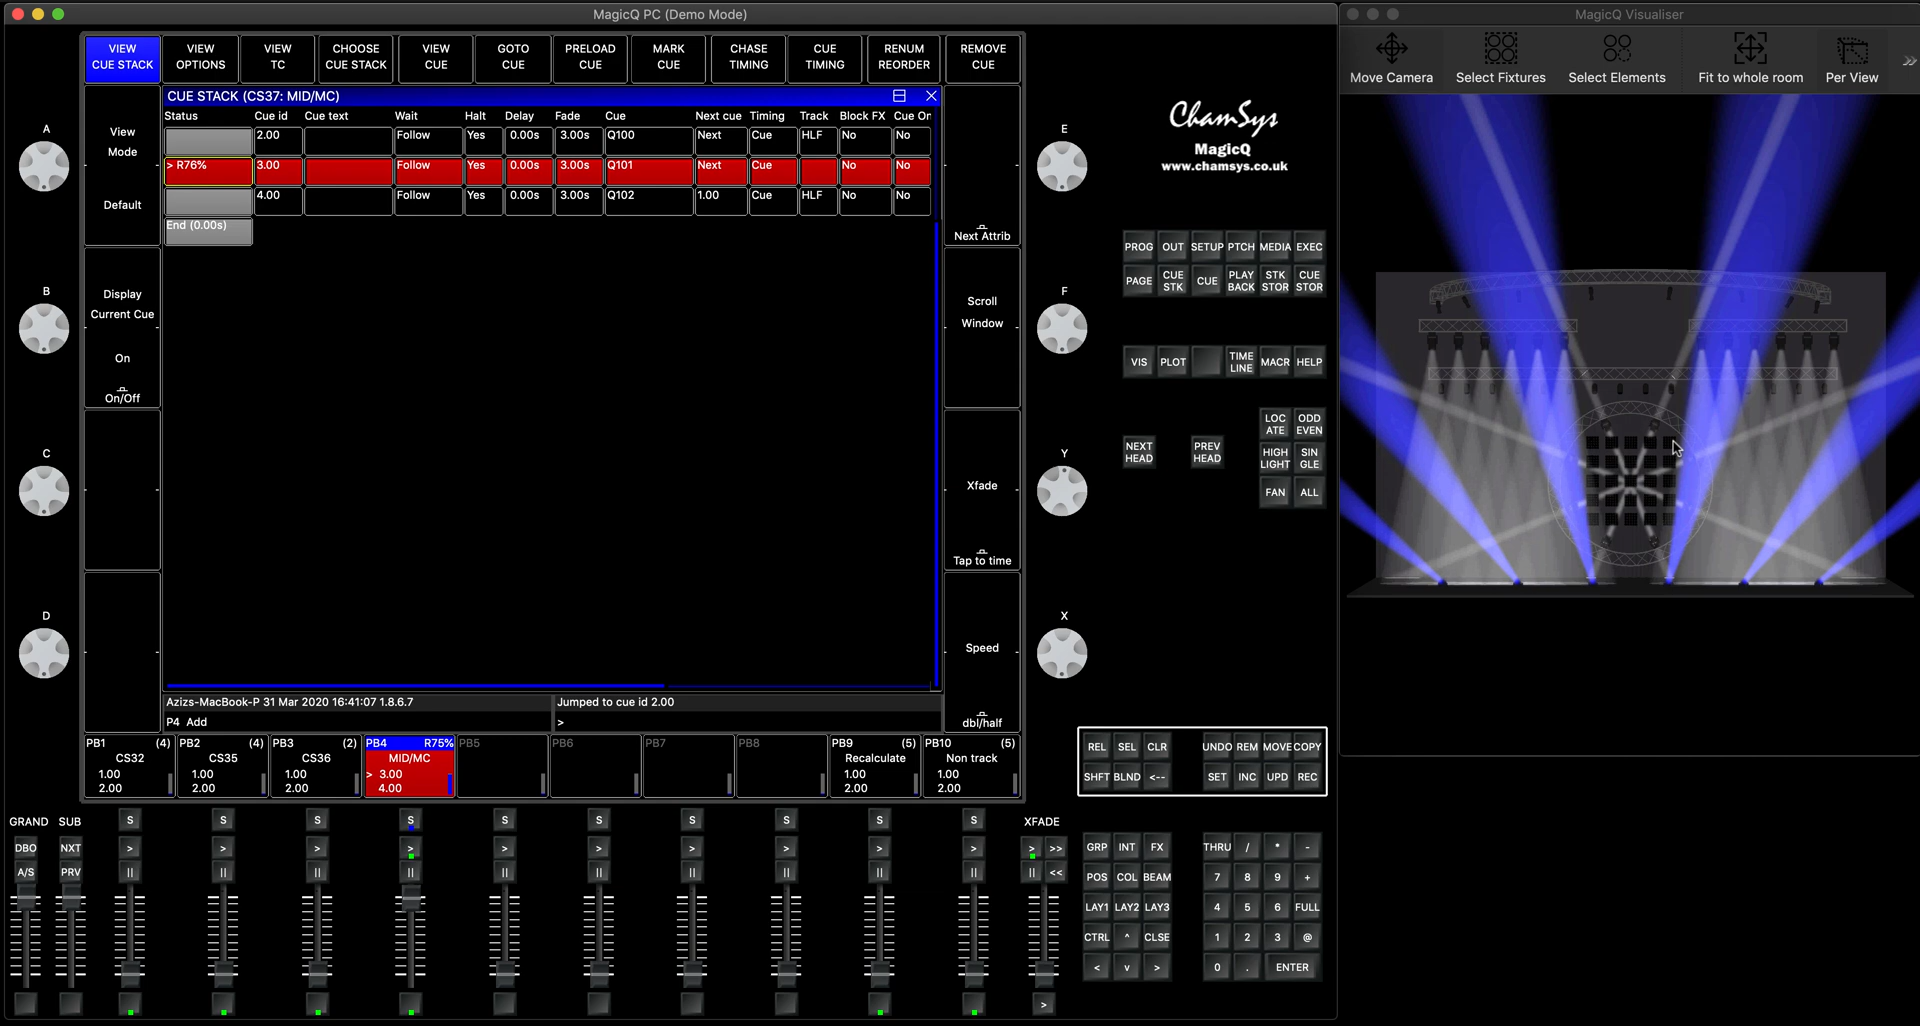 MagicQ PC (Demo Mode)
MagicQ Visualiser
VIEW CUE STACK
VIEW OPTIONS
VIEW TC
CHOOSE CUE STACK
VIEW CUE
GOTO CUE
PRELOAD CUE
MARK CUE
CHASE TIMING
CUE TIMING
RENUM REORDER
REMOVE CUE
Move Camera
Select Fixtures
Select Elements
Fit to whole room
Per View
CUE STACK (CS37: MID/MC)
Status Cue id Cue text Wait Halt Delay Fade Cue Next cue Timing Track Block FX Cue On
2.00 Follow Yes 0.00s 3.00s Q100 Next Cue HLF No No
> R76% 3.00 Follow Yes 0.00s 3.00s Q101 Next Cue No No
4.00 Follow Yes 0.00s 3.00s Q102 1.00 Cue HLF No No
End (0.00s)
A
View
Mode
Default
B
Display
Current Cue
On
On/Off
C
D
Next Attrib
Scroll
Window
Xfade
Tap to time
Speed
dbl/half
E
F
Y
X
ChamSys
MagicQ
www.chamsys.co.uk
PROG OUT SETUP PTCH MEDIA EXEC
PAGE CUE STK CUE PLAY BACK STK STOR CUE STOR
VIS PLOT TIME LINE MACR HELP
LOC ATE ODD EVEN
NEXT HEAD PREV HEAD HIGH LIGHT SIN GLE
FAN ALL
Azizs-MacBook-P 31 Mar 2020 16:41:07 1.8.6.7
Jumped to cue id 2.00
P4 Add
>
PB1 (4) PB2 (4) PB3 (2) PB4 R75% PB5 PB6 PB7 PB8 PB9 (5) PB10 (5)
CS32 CS35 CS36 MID/MC Recalculate Non track
1.00 1.00 1.00 > 3.00 1.00 1.00
2.00 2.00 2.00 4.00 2.00 2.00
REL SEL CLR UNDO REM MOVE COPY
SHFT BLND <-- SET INC UPD REC
GRAND SUB S S S S S S S S S S XFADE
DBO NXT > > > > > > > > > > > >>
A/S PRV II II II II II II II II II II II <<
>
GRP INT FX THRU / * -
POS COL BEAM 7 8 9 +
LAY1 LAY2 LAY3 4 5 6 FULL
CTRL ^ CLSE 1 2 3 @
< v > 0 . ENTER